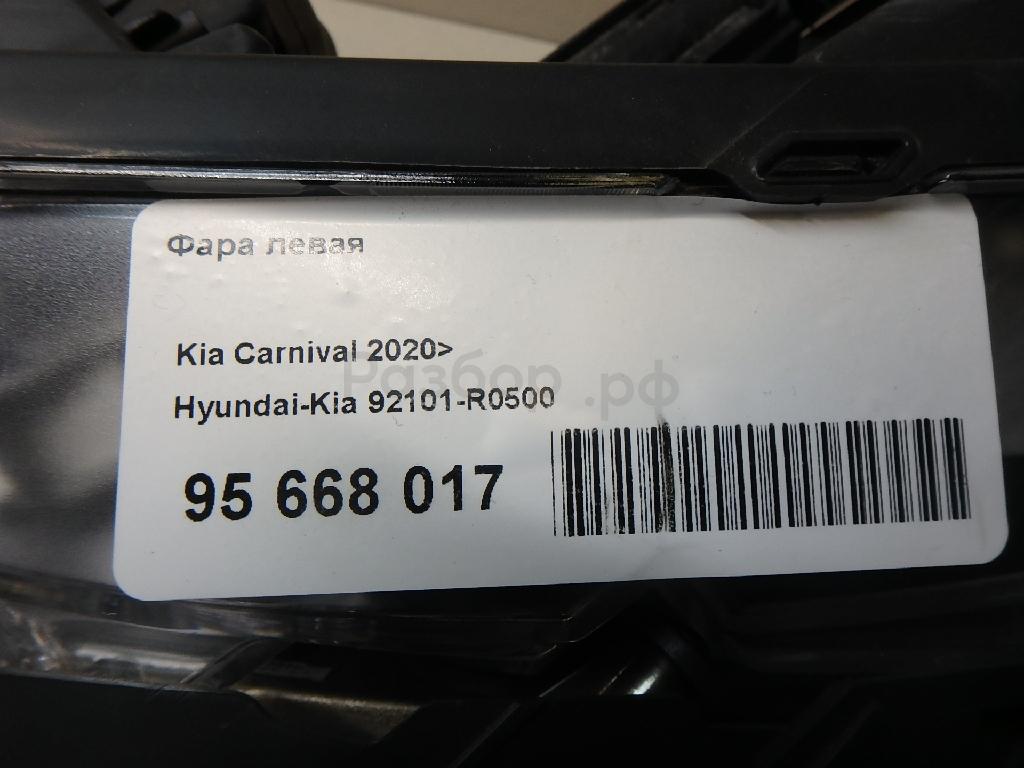 Фара левая
Kia Carnival 2020>
Разбор.рф
Hyundai-Kia 92101-R0500
95 668 017